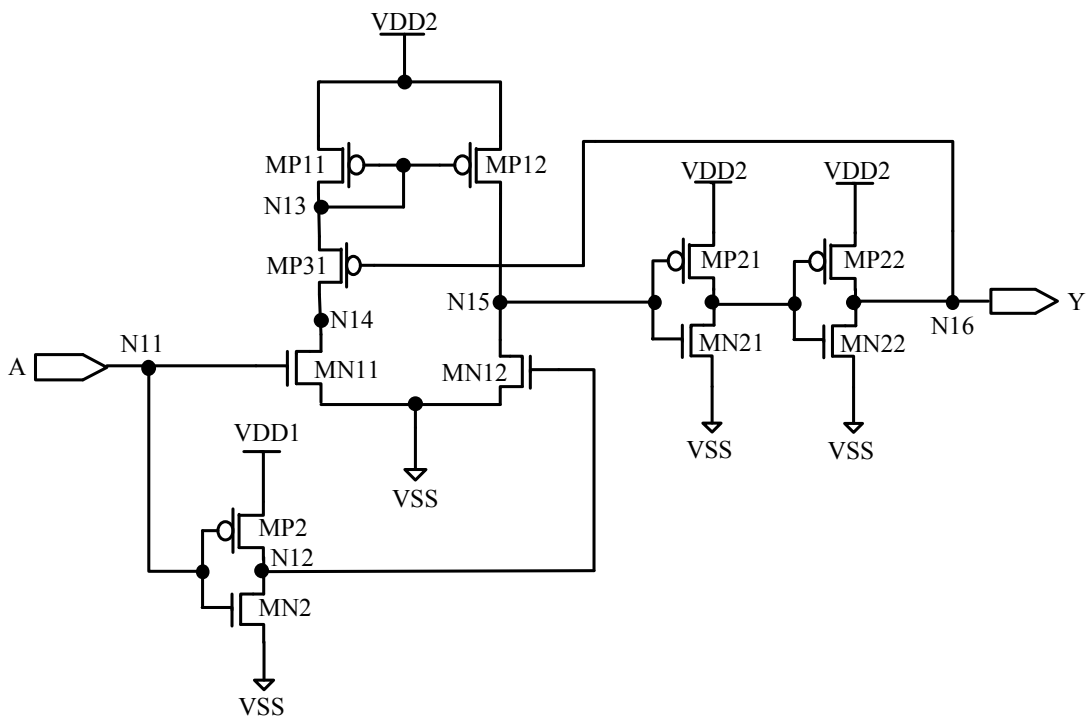 VDD2
MP11
MP12
N13
VDD2
VDD2
MP31
MP21
MP22
N14
N15
N16
Y
A
N11
MN11
MN12
MN21
MN22
VDD1
VSS
VSS
VSS
MP2
N12
MN2
VSS